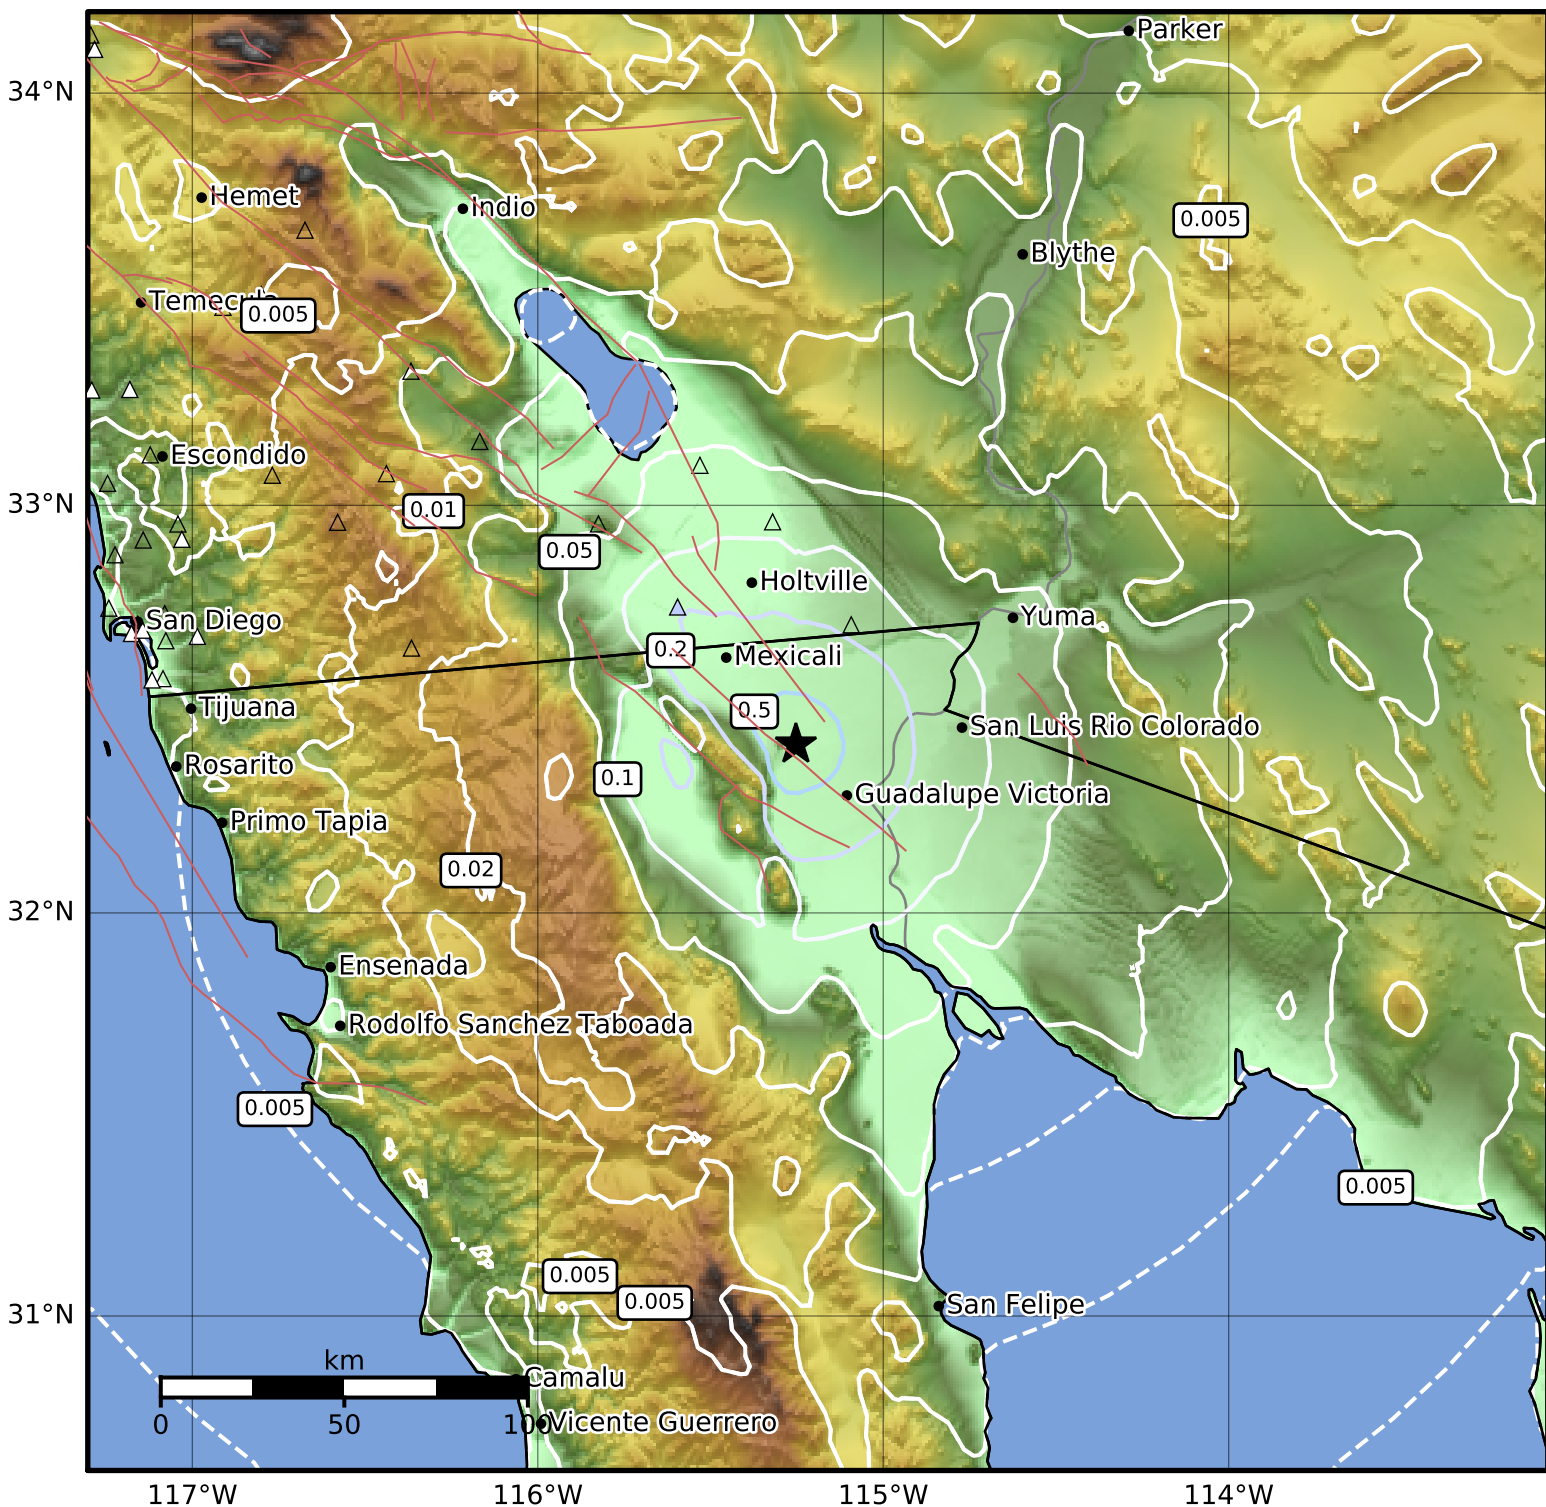 Parker
34°N
Hemet
Indio
0.005
Blythe
Temecula
0.005
Escondido
33°N
0.01
0.05
Holtville
San Diego
Yuma
0.2
Mexicali
Tijuana
0.5
San Luis Rio Colorado
Rosarito
0.1
Guadalupe Victoria
Primo Tapia
0.02
32°N
Ensenada
Rodolfo Sanchez Taboada
0.005
0.005
0.005
0.005
San Felipe
31°N
km
Camalu
0 50 100
Vicente Guerrero
117°W 116°W 115°W 114°W